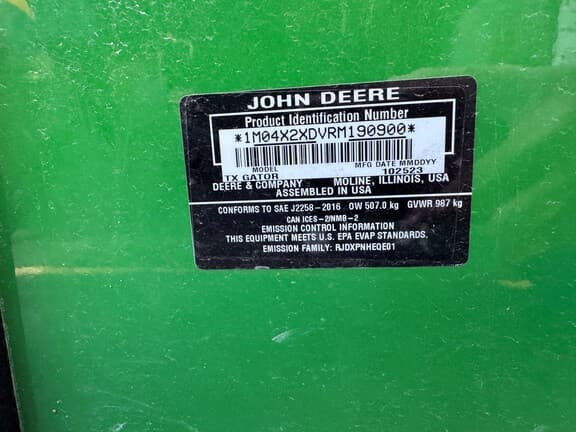 JOHN DEERE
Product Identification Number
*1M04X2XDVRM190900*
MODEL MFG DATE MMDDYY
TX GATOR 102523
DEERE & COMPANY MOLINE, ILLINOIS, USA
ASSEMBLED IN USA
CONFORMS TO SAE J2258-2016 OW 507.0 kg GVWR 987 kg
CAN ICES-2/NMB-2
EMISSION CONTROL INFORMATION
THIS EQUIPMENT MEETS U.S. EPA EVAP STANDARDS.
EMISSION FAMILY: RJDXPNHEQE01